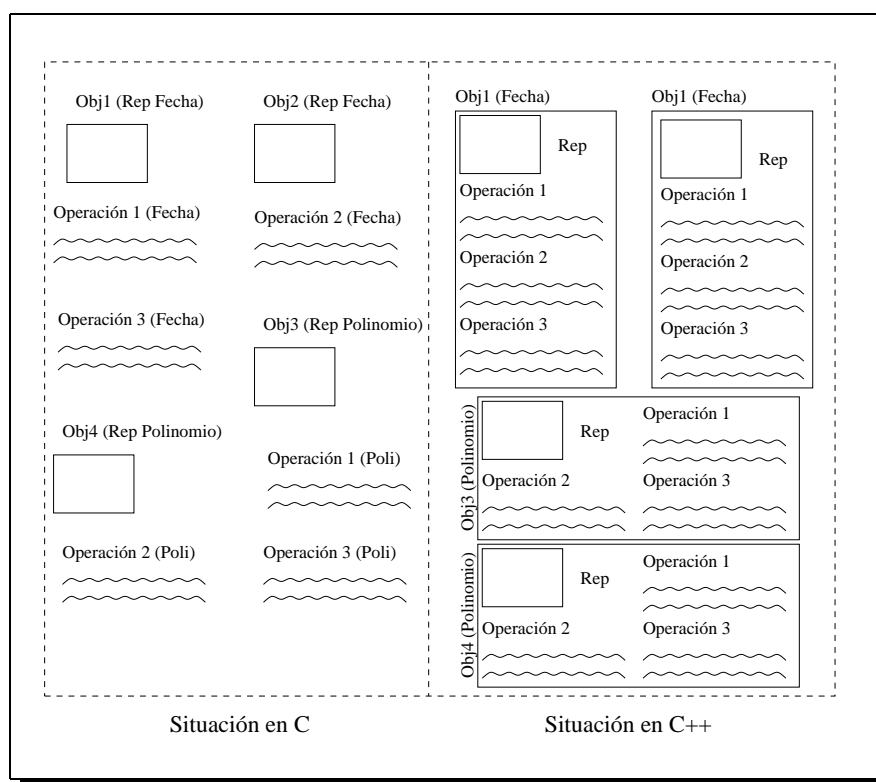 Obj1 (Rep Fecha)
Obj2 (Rep Fecha)
Operación 1 (Fecha)
Operación 2 (Fecha)
Operación 3 (Fecha)
Obj3 (Rep Polinomio)
Obj4 (Rep Polinomio)
Operación 1 (Poli)
Operación 2 (Poli)
Operación 3 (Poli)
Situación en C
Obj1 (Fecha)
Rep
Operación 1
Operación 2
Operación 3
Obj1 (Fecha)
Rep
Operación 1
Operación 2
Operación 3
Obj3 (Polinomio)
Rep
Operación 1
Operación 2
Operación 3
Obj4 (Polinomio)
Rep
Operación 1
Operación 2
Operación 3
Situación en C++